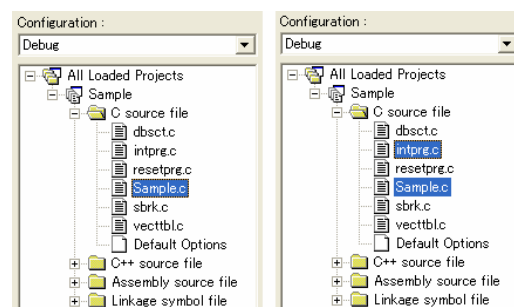 Configuration :
Debug
All Loaded Projects
Sample
C source file
dbsct.c
intprg.c
resetprg.c
Sample.c
sbrk.c
vecttbl.c
Default Options
C++ source file
Assembly source file
Linkage symbol file
Configuration :
Debug
All Loaded Projects
Sample
C source file
dbsct.c
intprg.c
resetprg.c
Sample.c
sbrk.c
vecttbl.c
Default Options
C++ source file
Assembly source file
Linkage symbol file